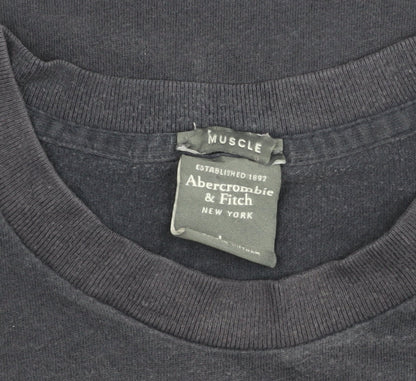 MUSCLE
ESTABLISHED 1892
Abercrombie
& Fitch
NEW YORK
L